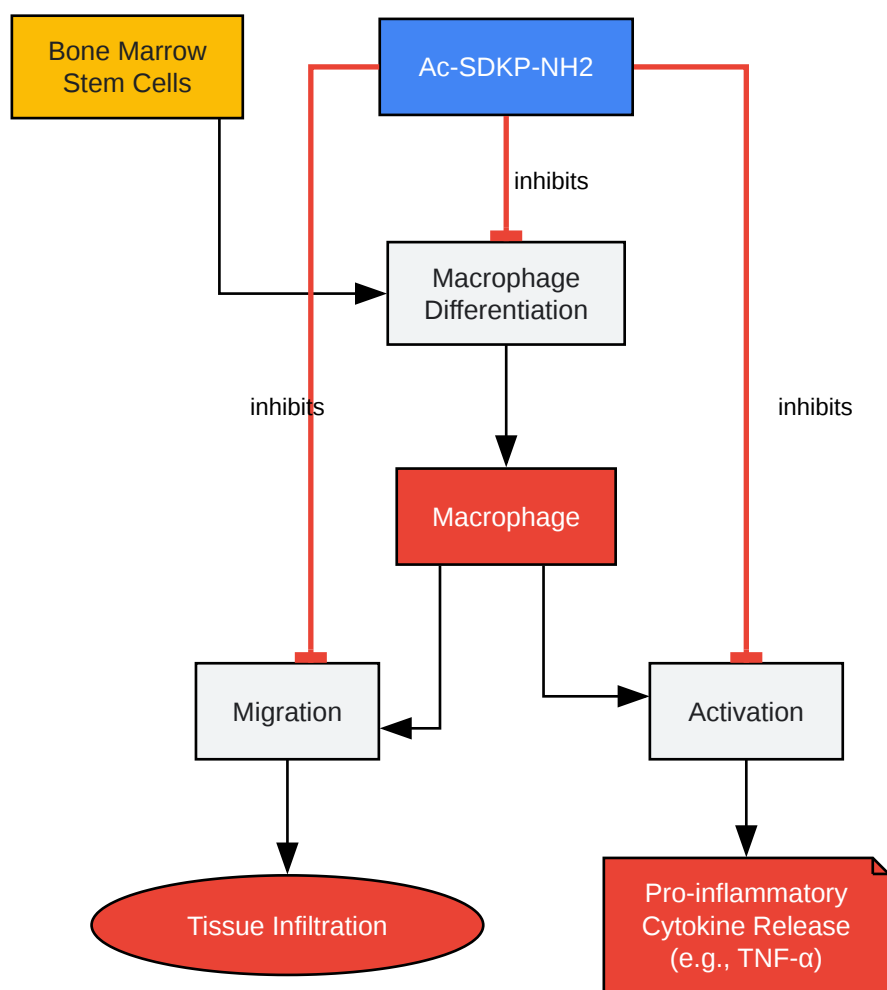 Bone Marrow
Stem Cells
Ac-SDKP-NH2
inhibits
Macrophage
Differentiation
inhibits
inhibits
Macrophage
Migration
Activation
Tissue Infiltration
Pro-inflammatory
Cytokine Release
(e.g., TNF-α)